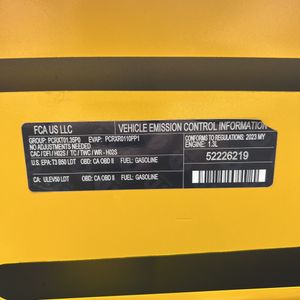 FCA US LLC
VEHICLE EMISSION CONTROL INFORMATION
GROUP: PCRXT01.35P0 EVAP: PCRXR0110PP1
NO ADJUSTMENTS NEEDED
CAC / DFI / H02S / TC / TWC / WR - H02S
CONFORMS TO REGULATIONS: 2023 MY
ENGINE: 1.3L
U.S. EPA: T3 B50 LDT OBD: CA OBD II FUEL: GASOLINE
52226219
CA: ULEV50 LDT OBD: CA OBD II FUEL: GASOLINE